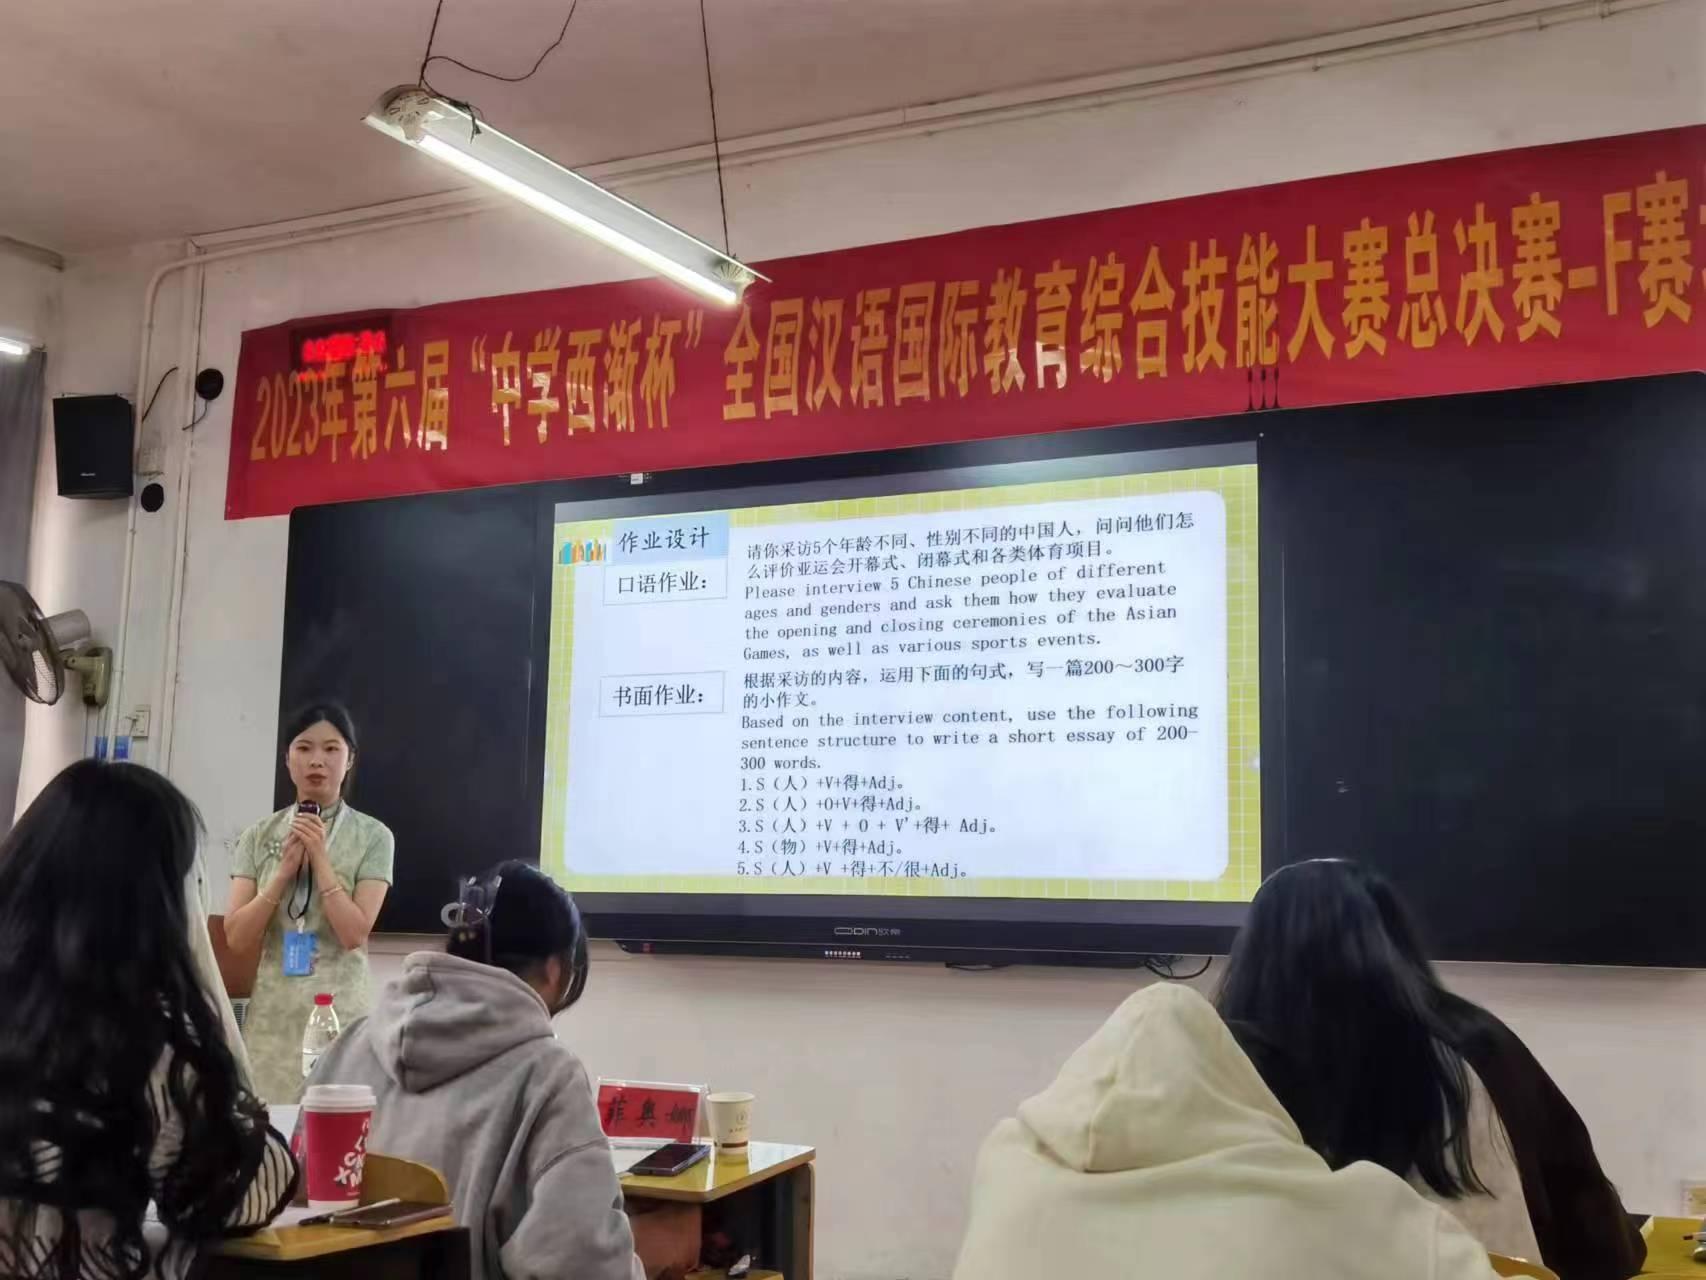 2023年第六届“中学西渐杯”全国汉语国际教育综合技能大赛总决赛-F赛
作业设计
口语作业：
请你采访5个年龄不同、性别不同的中国人，问问他们怎
么评价亚运会开幕式、闭幕式和各类体育项目。
Please interview 5 Chinese people of different
ages and genders and ask them how they evaluate
the opening and closing ceremonies of the Asian
Games, as well as various sports events.
书面作业：
根据采访的内容，运用下面的句式，写一篇200～300字
的小作文。
Based on the interview content, use the following
sentence structure to write a short essay of 200-
300 words.
1.S（人）+V+得+Adj。
2.S（人）+O+V+得+Adj。
3.S（人）+V + O + V'+得+ Adj。
4.S（物）+V+得+Adj。
5.S（人）+V +得+不/很+Adj。
ODIN欧帝
菲奥娜